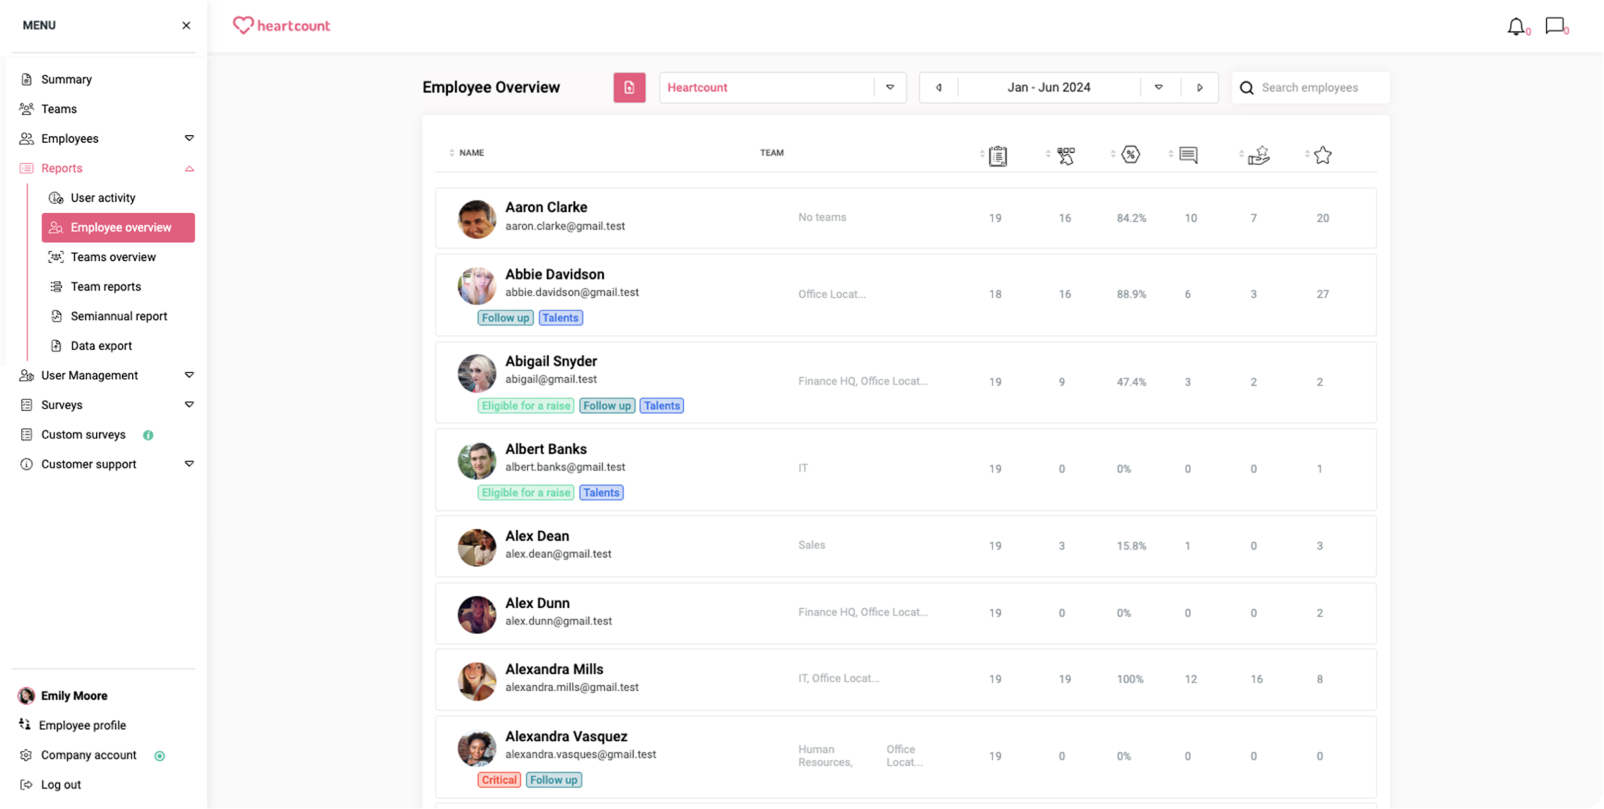 MENU
heartcount
0
0
Summary
Teams
Employees
Reports
User activity
Employee overview
Teams overview
Team reports
Semiannual report
Data export
User Management
Surveys
Custom surveys
Customer support
Emily Moore
Employee profile
Company account
Log out
Employee Overview
Heartcount
Jan - Jun 2024
Search employees
NAME TEAM %
Aaron Clarke
aaron.clarke@gmail.test
No teams 19 16 84.2% 10 7 20
Abbie Davidson
abbie.davidson@gmail.test
Office Locat... 18 16 88.9% 6 3 27
Follow up Talents
Abigail Snyder
abigail@gmail.test
Finance HQ, Office Locat... 19 9 47.4% 3 2 2
Eligible for a raise Follow up Talents
Albert Banks
albert.banks@gmail.test
IT 19 0 0% 0 0 1
Eligible for a raise Talents
Alex Dean
alex.dean@gmail.test
Sales 19 3 15.8% 1 0 3
Alex Dunn
alex.dunn@gmail.test
Finance HQ, Office Locat... 19 0 0% 0 0 2
Alexandra Mills
alexandra.mills@gmail.test
IT, Office Locat... 19 19 100% 12 16 8
Alexandra Vasquez
alexandra.vasques@gmail.test
Human Office
Resources, Locat...
19 0 0% 0 0 0
Critical Follow up